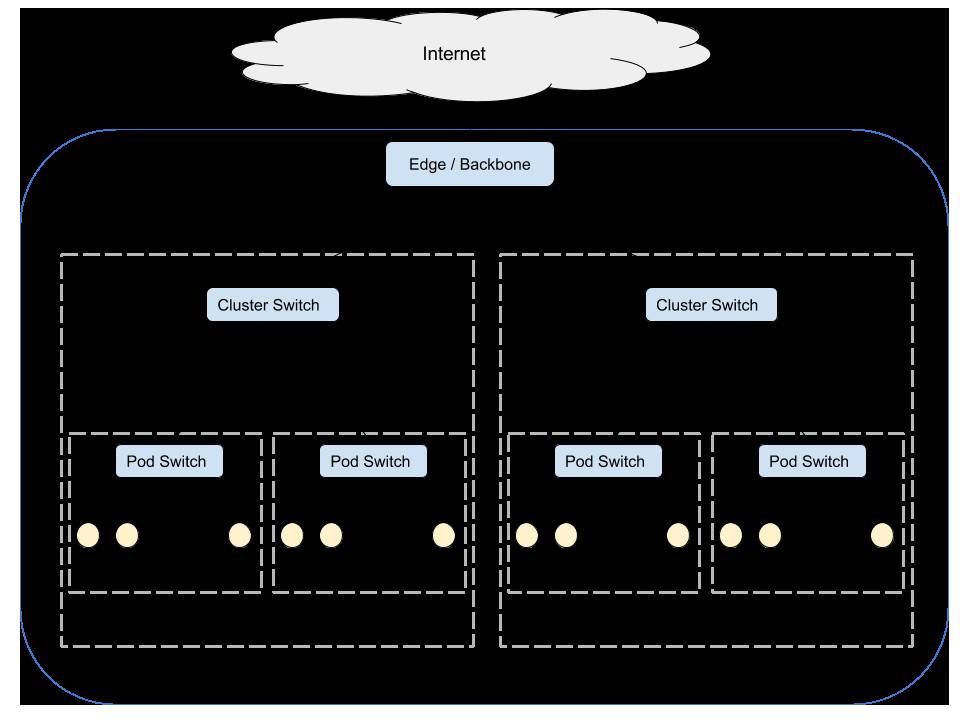 Internet
Edge / Backbone
Cluster Switch
Cluster Switch
Pod Switch
Pod Switch
Pod Switch
Pod Switch